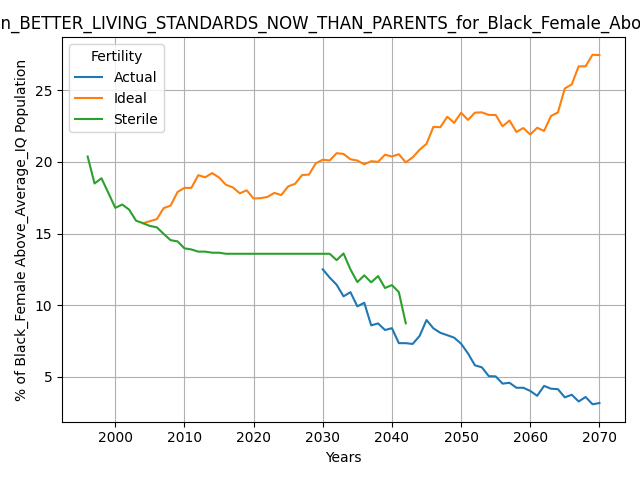 n_BETTER_LIVING_STANDARDS_NOW_THAN_PARENTS_for_Black_Female_Abo
Fertility
Actual
Ideal
Sterile
% of Black_Female Above_Average_IQ Population
25
20
15
10
5
2000 2010 2020 2030 2040 2050 2060 2070
Years